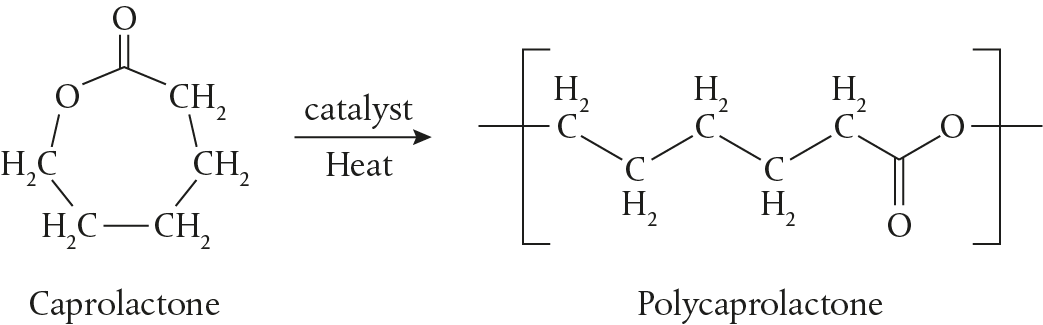 O
O
CH₂
H₂C
CH₂
H₂C
CH₂
Caprolactone
catalyst
Heat
H₂
H₂
H₂
C
C
C
O
C
C
H₂
H₂
O
Polycaprolactone